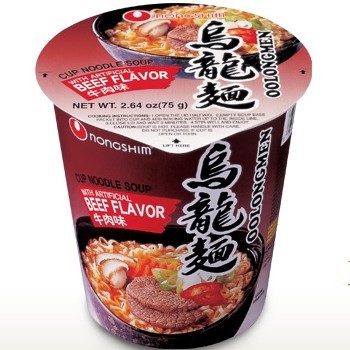 nongshim
CUP NOODLE SOUP
WITH ARTIFICIAL
BEEF FLAVOR
牛肉味
NET WT. 2.64 oz(75 g)
烏龍麵
OOLONGMEN
LIFT HERE
nongshim
CUP NOODLE SOUP
WITH ARTIFICIAL
BEEF FLAVOR
牛肉味
烏龍麵
OOLONGMEN